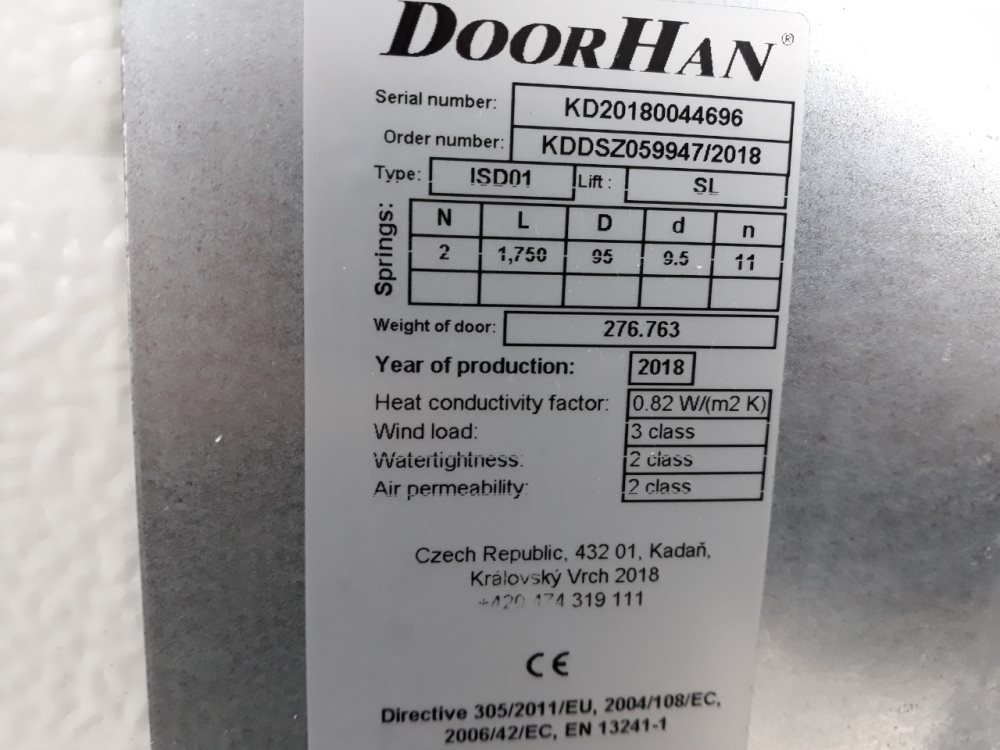 DOORHAN®
Serial number: KD20180044696
Order number: KDDSZ059947/2018
Type: ISD01 Lift: SL
Springs:
N L D d n
2 1,750 95 9.5 11
Weight of door: 276.763
Year of production: 2018
Heat conductivity factor: 0.82 W/(m2 K)
Wind load: 3 class
Watertightness: 2 class
Air permeability: 2 class
Czech Republic, 432 01, Kadaň,
Královský Vrch 2018
+420 474 319 111
CE
Directive 305/2011/EU, 2004/108/EC,
2006/42/EC, EN 13241-1